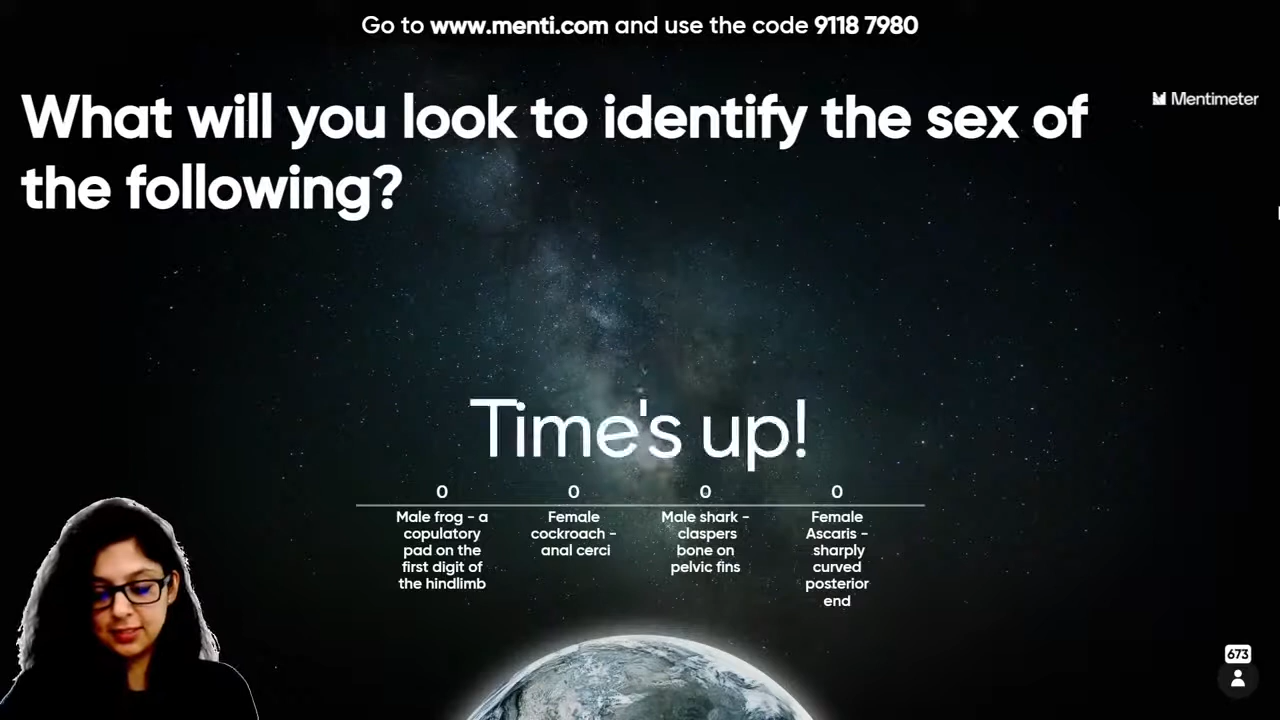 Go to www.menti.com and use the code 9118 7980
What will you look to identify the sex of
the following?
Mentimeter
Time's up!
0 0 0 0
Male frog - a
copulatory
pad on the
first digit of
the hindlimb
Female
cockroach -
anal cerci
Male shark -
claspers
bone on
pelvic fins
Female
Ascaris -
sharply
curved
posterior
end
673